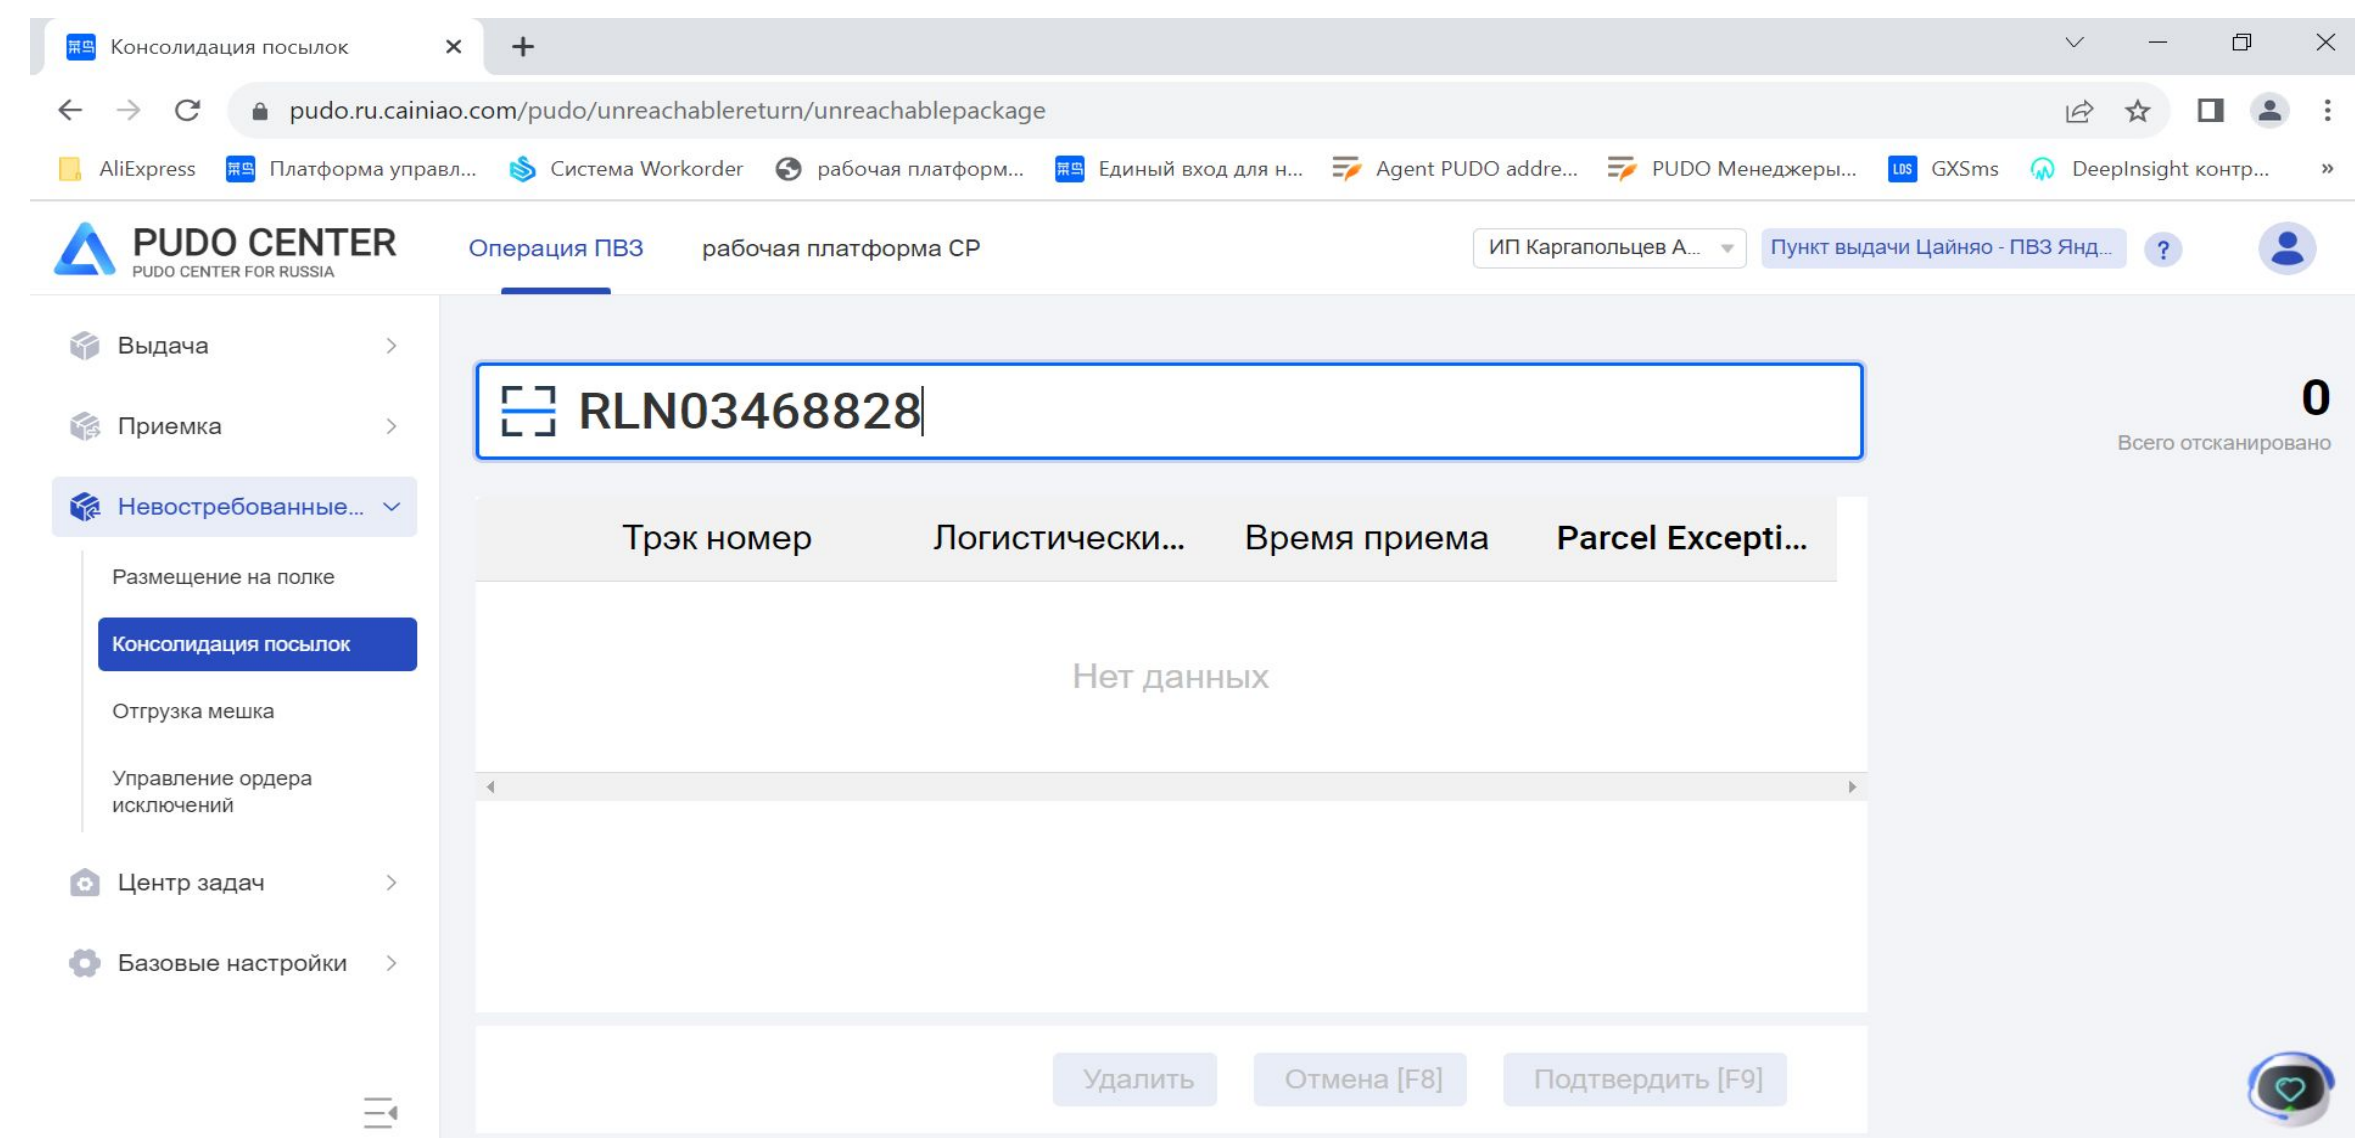 Консолидация посылок
pudo.ru.cainiao.com/pudo/unreachablereturn/unreachablepackage
AliExpress
Платформа управл...
Система Workorder
рабочая платформ...
Единый вход для н...
Agent PUDO addre...
PUDO Менеджеры...
LDS
GXSms
DeepInsight контр...
»
PUDO CENTER
PUDO CENTER FOR RUSSIA
Операция ПВЗ
рабочая платформа CP
ИП Каргапольцев А...
Пункт выдачи Цайняо - ПВЗ Янд...
?
Выдача
Приемка
Невостребованные...
Размещение на полке
Консолидация посылок
Отгрузка мешка
Управление ордера
исключений
Центр задач
Базовые настройки
RLN03468828
0
Всего отсканировано
Трэк номер
Логистически...
Время приема
Parcel Excepti...
Нет данных
Удалить
Отмена [F8]
Подтвердить [F9]